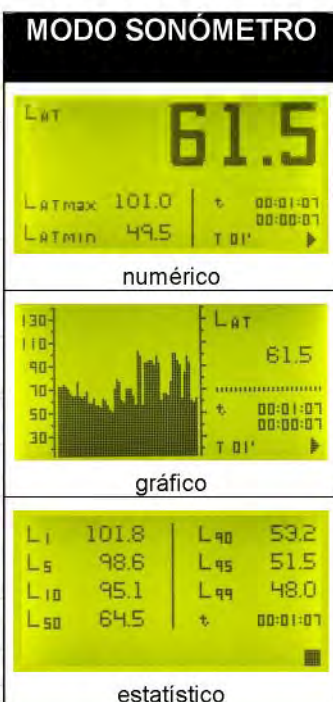 MODO SONÓMETRO
LAT 61.5
LATmax 101.0 t 00:01:07
00:00:07
LATmin 49.5 T 01'
numérico
130
110
90
70
50
30
LAT
61.5
t 00:01:07
00:00:07
T 01'
gráfico
L1 101.8 L90 53.2
L5 98.6 L95 51.5
L10 95.1 L99 48.0
L50 64.5 t 00:01:07
estatístico